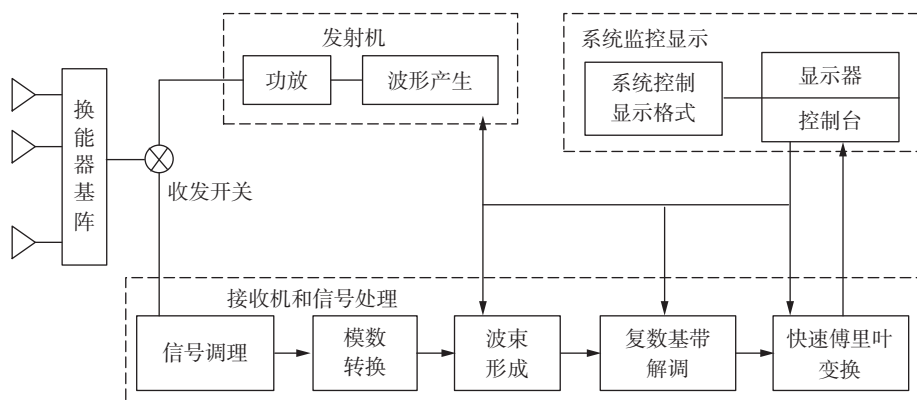 发射机
功放
波形产生
系统监控显示
系统控制
显示格式
显示器
控制台
换
能
器
基
阵
收发开关
接收机和信号处理
信号调理
模数
转换
波束
形成
复数基带
解调
快速傅里叶
变换